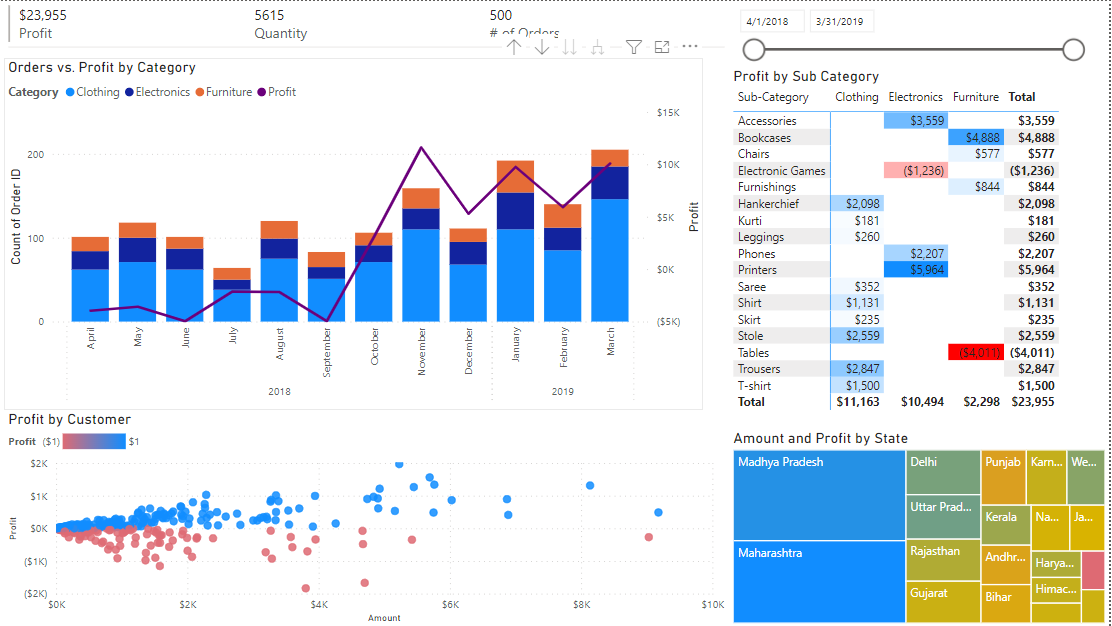 $23,955 5615 500 4/1/2018 3/31/2019
Profit Quantity # of Orders
Orders vs. Profit by Category
Category Clothing Electronics Furniture Profit
Count of Order ID
200
100
0
$15K
$10K
$5K
$0K
($5K)
Profit
April May June July August September October November December January February March
2018 2019
Profit by Sub Category
Sub-Category Clothing Electronics Furniture Total
Accessories $3,559 $3,559
Bookcases $4,888 $4,888
Chairs $577 $577
Electronic Games ($1,236) ($1,236)
Furnishings $844 $844
Hankerchief $2,098 $2,098
Kurti $181 $181
Leggings $260 $260
Phones $2,207 $2,207
Printers $5,964 $5,964
Saree $352 $352
Shirt $1,131 $1,131
Skirt $235 $235
Stole $2,559 $2,559
Tables ($4,011) ($4,011)
Trousers $2,847 $2,847
T-shirt $1,500 $1,500
Total $11,163 $10,494 $2,298 $23,955
Profit by Customer
Profit ($1) $1
Profit
$2K
$1K
$0K
($1K)
($2K)
$0K $2K $4K $6K $8K $10K
Amount
Amount and Profit by State
Madhya Pradesh
Maharashtra
Delhi
Uttar Prad...
Rajasthan
Gujarat
Punjab
Karn...
We...
Kerala
Na...
Ja...
Andhr...
Bihar
Harya...
Himac...